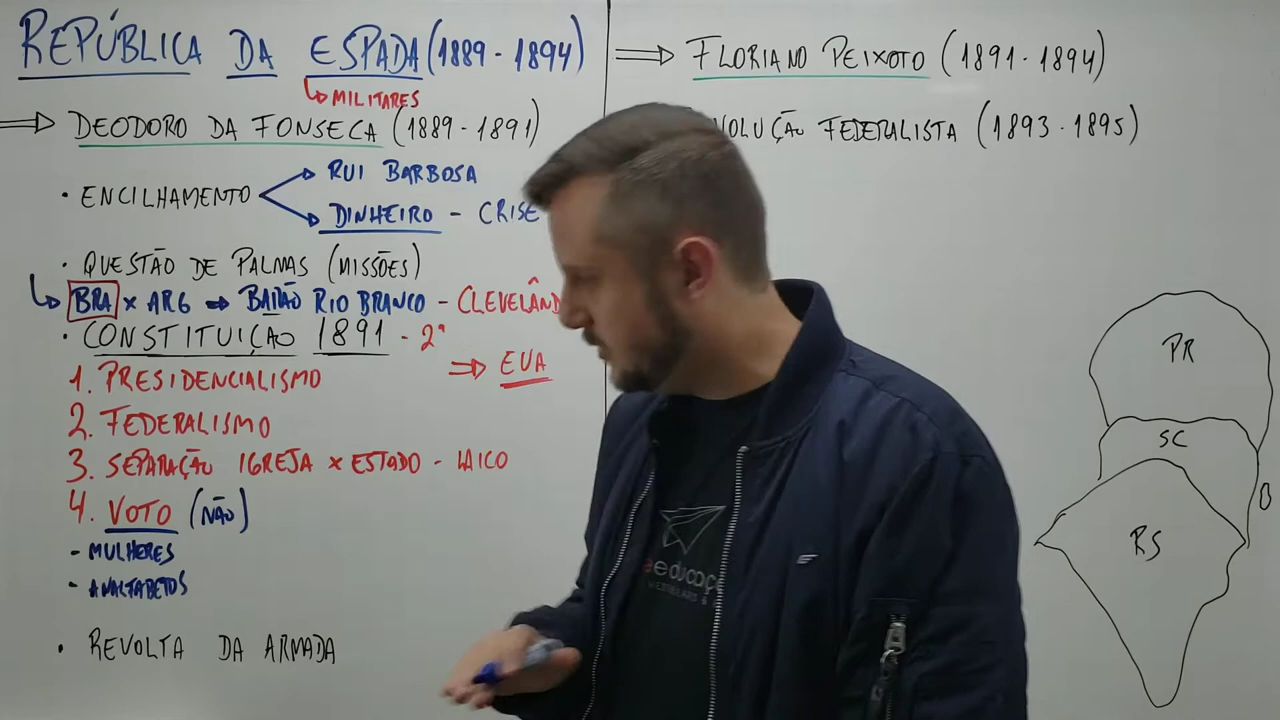 REPÚBLICA DA ESPADA (1889 - 1894)
MILITARES
DEODORO DA FONSECA (1889 - 1891)
• ENCILHAMENTO
RUI BARBOSA
DINHEIRO - CRISE
• QUESTÃO DE PALMAS (MISSÕES)
BRA x ARG → BARÃO RIO BRANCO - CLEVELÂND
• CONSTITUIÇÃO 1891 - 2ª
⇒ EUA
1. PRESIDENCIALISMO
2. FEDERALISMO
3. SEPARAÇÃO IGREJA x ESTADO - LAICO
4. VOTO (NÃO)
- MULHERES
- ANALFABETOS
• REVOLTA DA ARMADA
⇒ FLORIANO PEIXOTO (1891 - 1894)
VOLUÇÃO FEDERALISTA (1893 - 1895)
PR
SC
RS
educaç